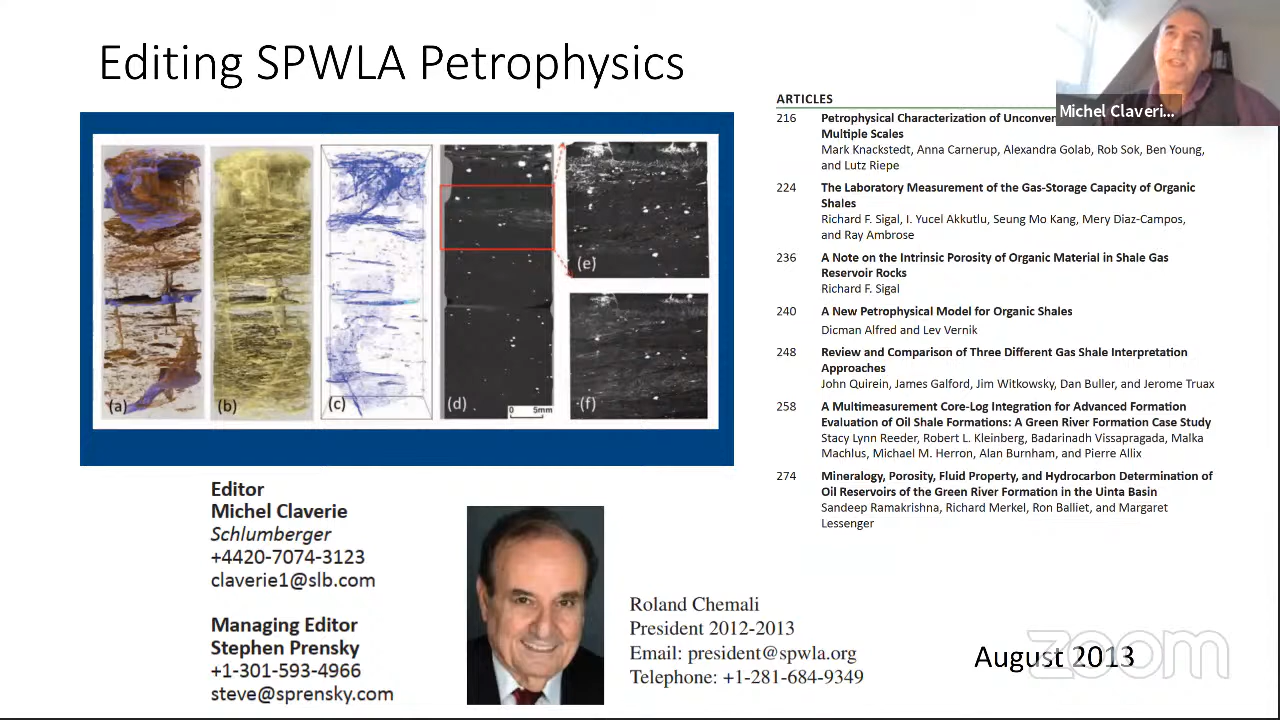 Editing SPWLA Petrophysics
Michel Claveri...
(a)
(b)
(c)
(d)
0 5mm
(e)
(f)
ARTICLES
216 Petrophysical Characterization of Unconver
Multiple Scales
Mark Knackstedt, Anna Carnerup, Alexandra Golab, Rob Sok, Ben Young,
and Lutz Riepe
224 The Laboratory Measurement of the Gas-Storage Capacity of Organic
Shales
Richard F. Sigal, I. Yucel Akkutlu, Seung Mo Kang, Mery Diaz-Campos,
and Ray Ambrose
236 A Note on the Intrinsic Porosity of Organic Material in Shale Gas
Reservoir Rocks
Richard F. Sigal
240 A New Petrophysical Model for Organic Shales
Dicman Alfred and Lev Vernik
248 Review and Comparison of Three Different Gas Shale Interpretation
Approaches
John Quirein, James Galford, Jim Witkowsky, Dan Buller, and Jerome Truax
258 A Multimeasurement Core-Log Integration for Advanced Formation
Evaluation of Oil Shale Formations: A Green River Formation Case Study
Stacy Lynn Reeder, Robert L. Kleinberg, Badarinadh Vissapragada, Malka
Machlus, Michael M. Herron, Alan Burnham, and Pierre Allix
274 Mineralogy, Porosity, Fluid Property, and Hydrocarbon Determination of
Oil Reservoirs of the Green River Formation in the Uinta Basin
Sandeep Ramakrishna, Richard Merkel, Ron Balliet, and Margaret
Lessenger
Editor
Michel Claverie
Schlumberger
+4420-7074-3123
claverie1@slb.com
Managing Editor
Stephen Prensky
+1-301-593-4966
steve@sprensky.com
Roland Chemali
President 2012-2013
Email: president@spwla.org
Telephone: +1-281-684-9349
August 2013
zoom